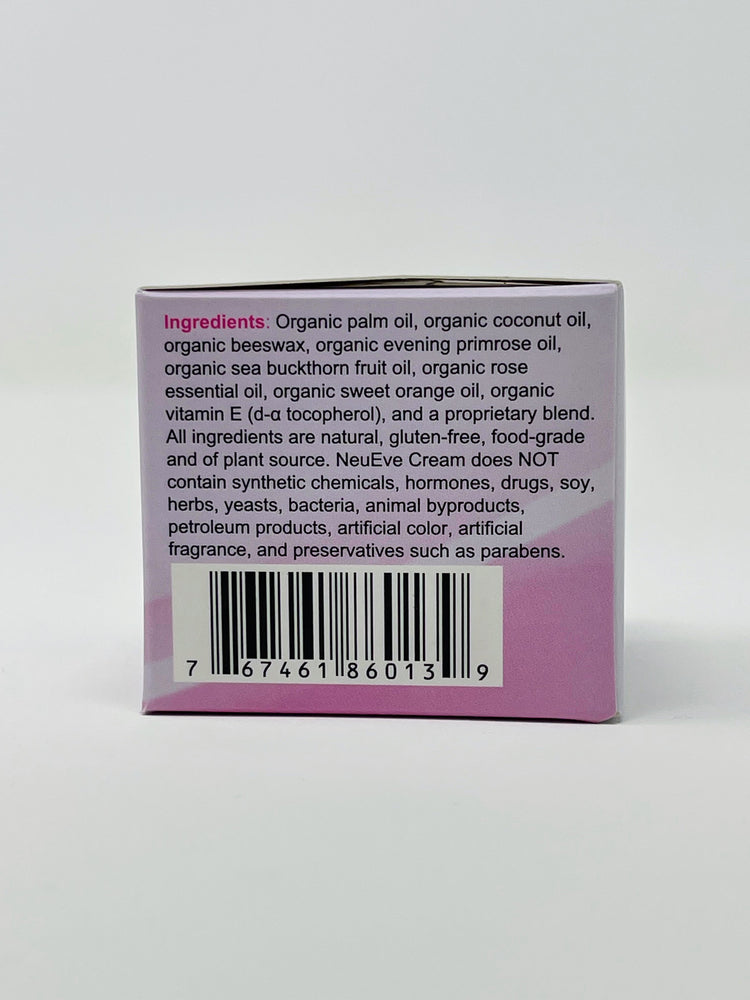 Ingredients: Organic palm oil, organic coconut oil,
organic beeswax, organic evening primrose oil,
organic sea buckthorn fruit oil, organic rose
essential oil, organic sweet orange oil, organic
vitamin E (d-α tocopherol), and a proprietary blend.
All ingredients are natural, gluten-free, food-grade
and of plant source. NeuEve Cream does NOT
contain synthetic chemicals, hormones, drugs, soy,
herbs, yeasts, bacteria, animal byproducts,
petroleum products, artificial color, artificial
fragrance, and preservatives such as parabens.
7 67461 86013 9